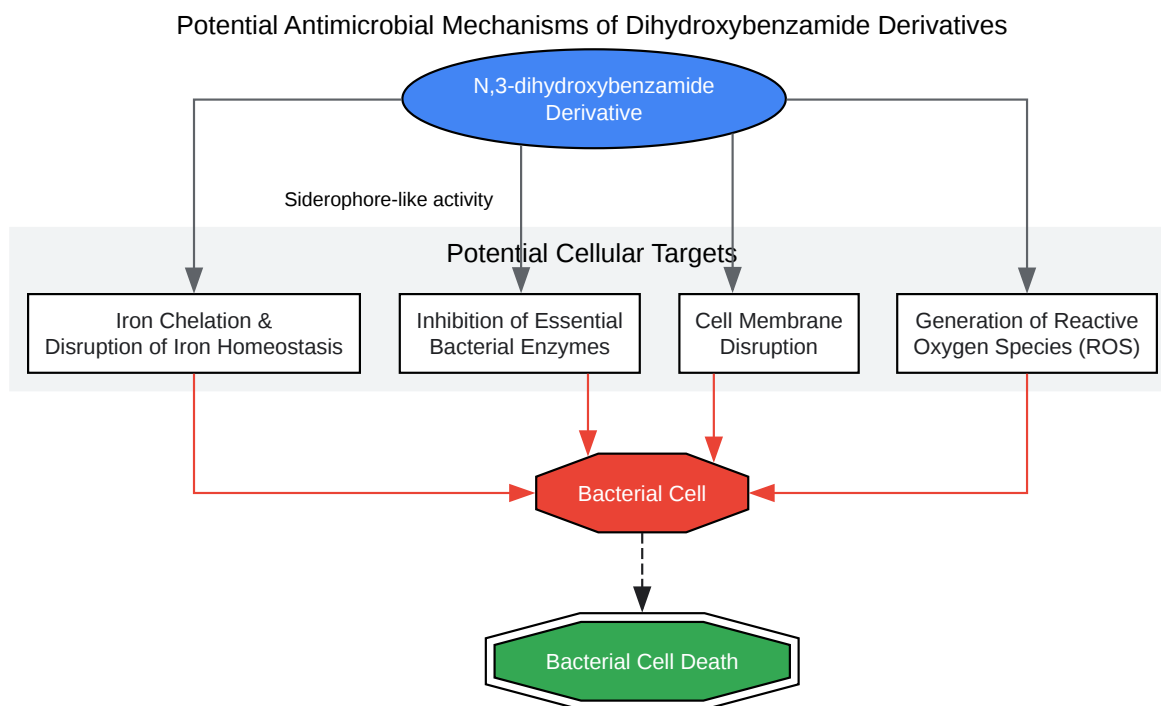 Potential Antimicrobial Mechanisms of Dihydroxybenzamide Derivatives
N,3-dihydroxybenzamide
Derivative
Siderophore-like activity
Potential Cellular Targets
Iron Chelation &
Disruption of Iron Homeostasis
Inhibition of Essential
Bacterial Enzymes
Cell Membrane
Disruption
Generation of Reactive
Oxygen Species (ROS)
Bacterial Cell
Bacterial Cell Death